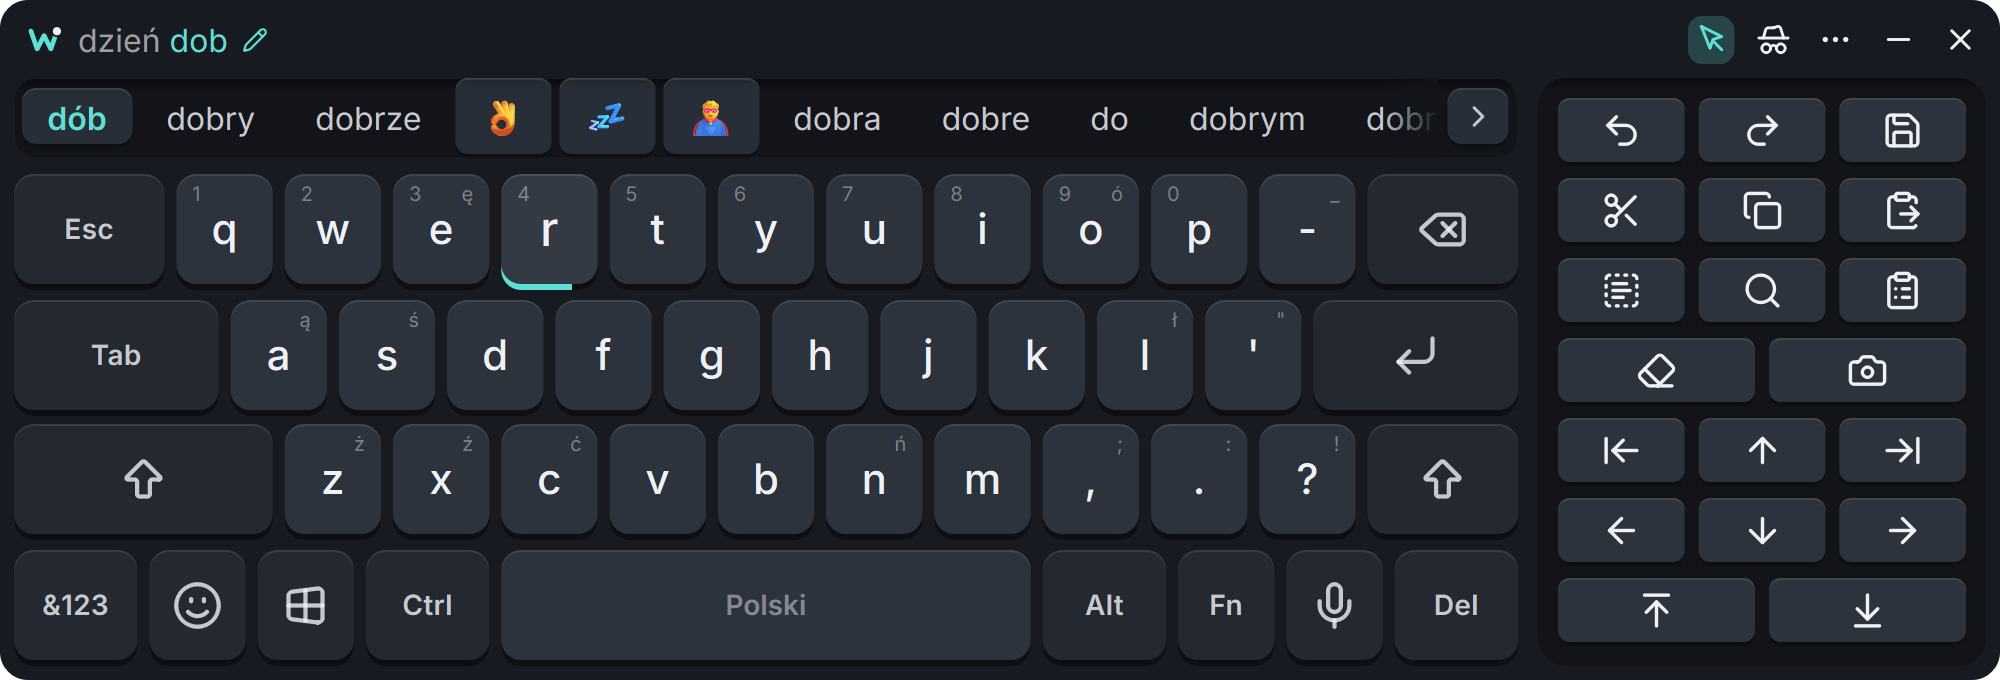 dzień dob
dób dobry dobrze 👌 💤 🦸 dobra dobre do dobrym dobr
Esc 1 q 2 w 3 ę e 4 r 5 t 6 y 7 u 8 i 9 ó o 0 p _ -
Tab ą a ś s d f g h j k ł l " '
ż z ź x ć c v b ń n m ; , : . ! ?
&123 Ctrl Polski Alt Fn Del